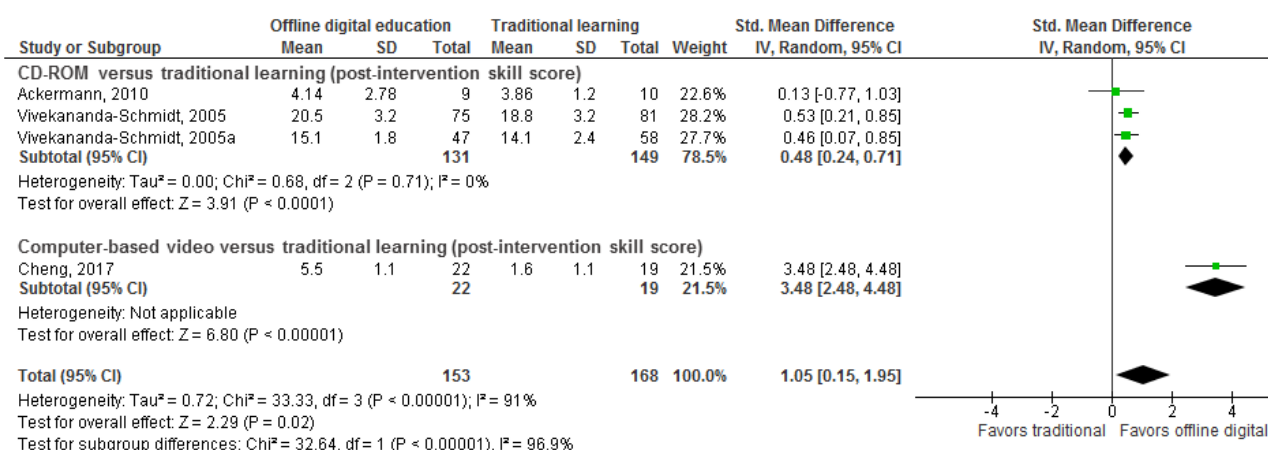 Offline digital education Traditional learning Std. Mean Difference Std. Mean Difference
Study or Subgroup Mean SD Total Mean SD Total Weight IV, Random, 95% CI IV, Random, 95% CI
CD-ROM versus traditional learning (post-intervention skill score)
Ackermann, 2010 4.14 2.78 9 3.86 1.2 10 22.6% 0.13 [-0.77, 1.03]
Vivekananda-Schmidt, 2005 20.5 3.2 75 18.8 3.2 81 28.2% 0.53 [0.21, 0.85]
Vivekananda-Schmidt, 2005a 15.1 1.8 47 14.1 2.4 58 27.7% 0.46 [0.07, 0.85]
Subtotal (95% CI) 131 149 78.5% 0.48 [0.24, 0.71]
Heterogeneity: Tau² = 0.00; Chi² = 0.68, df = 2 (P = 0.71); I² = 0%
Test for overall effect: Z = 3.91 (P < 0.0001)
Computer-based video versus traditional learning (post-intervention skill score)
Cheng, 2017 5.5 1.1 22 1.6 1.1 19 21.5% 3.48 [2.48, 4.48]
Subtotal (95% CI) 22 19 21.5% 3.48 [2.48, 4.48]
Heterogeneity: Not applicable
Test for overall effect: Z = 6.80 (P < 0.00001)
Total (95% CI) 153 168 100.0% 1.05 [0.15, 1.95]
Heterogeneity: Tau² = 0.72; Chi² = 33.33, df = 3 (P < 0.00001); I² = 91%
Test for overall effect: Z = 2.29 (P = 0.02)
Test for subgroup differences: Chi² = 32.64, df = 1 (P < 0.00001), I² = 96.9%
-4 -2 0 2 4
Favors traditional Favors offline digital